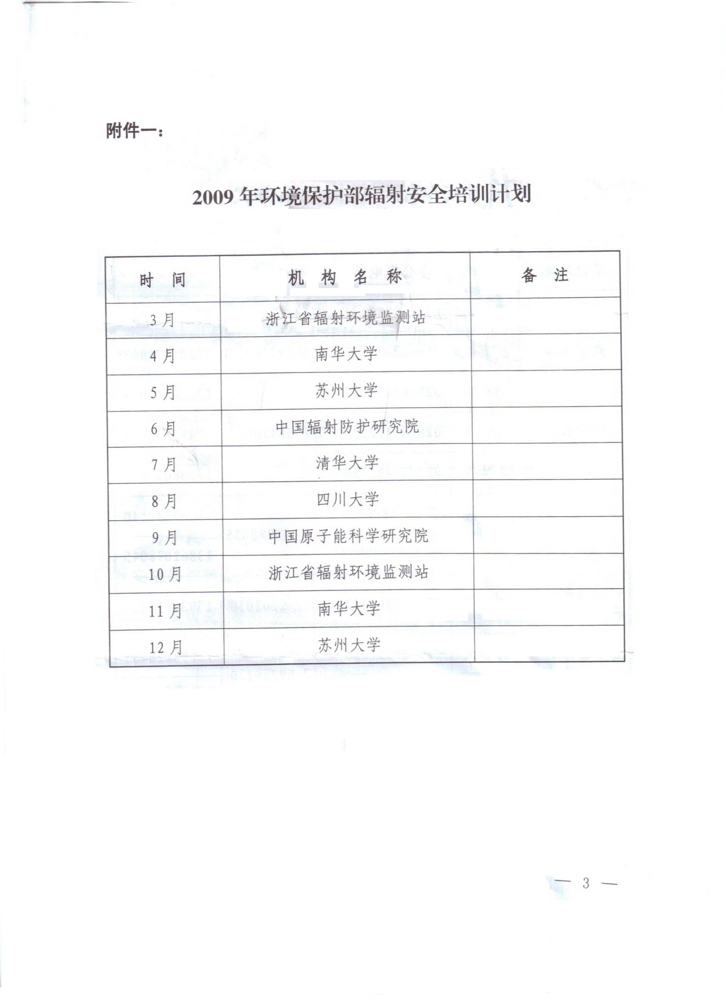 附件一：
2009年环境保护部辐射安全培训计划
时 间 机 构 名 称 备 注
3月 浙江省辐射环境监测站
4月 南华大学
5月 苏州大学
6月 中国辐射防护研究院
7月 清华大学
8月 四川大学
9月 中国原子能科学研究院
10月 浙江省辐射环境监测站
11月 南华大学
12月 苏州大学
— 3 —